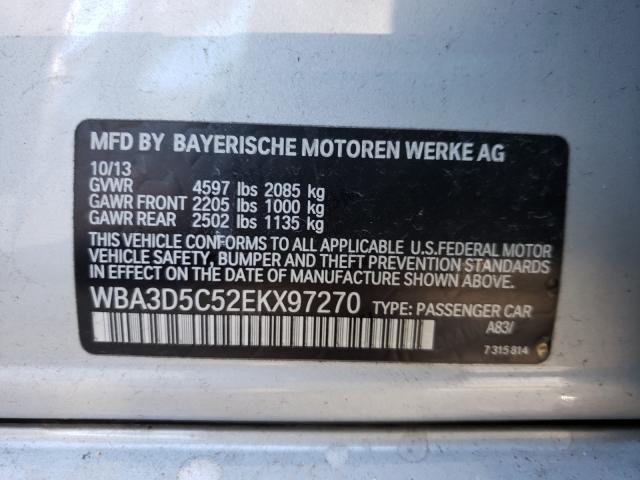 MFD BY BAYERISCHE MOTOREN WERKE AG
10/13
GVWR 4597 lbs 2085 kg
GAWR FRONT 2205 lbs 1000 kg
GAWR REAR 2502 lbs 1135 kg
THIS VEHICLE CONFORMS TO ALL APPLICABLE U.S. FEDERAL MOTOR
VEHICLE SAFETY, BUMPER AND THEFT PREVENTION STANDARDS
IN EFFECT ON THE DATE OF MANUFACTURE SHOWN ABOVE.
WBA3D5C52EKX97270 TYPE: PASSENGER CAR
A83/
7 315 814